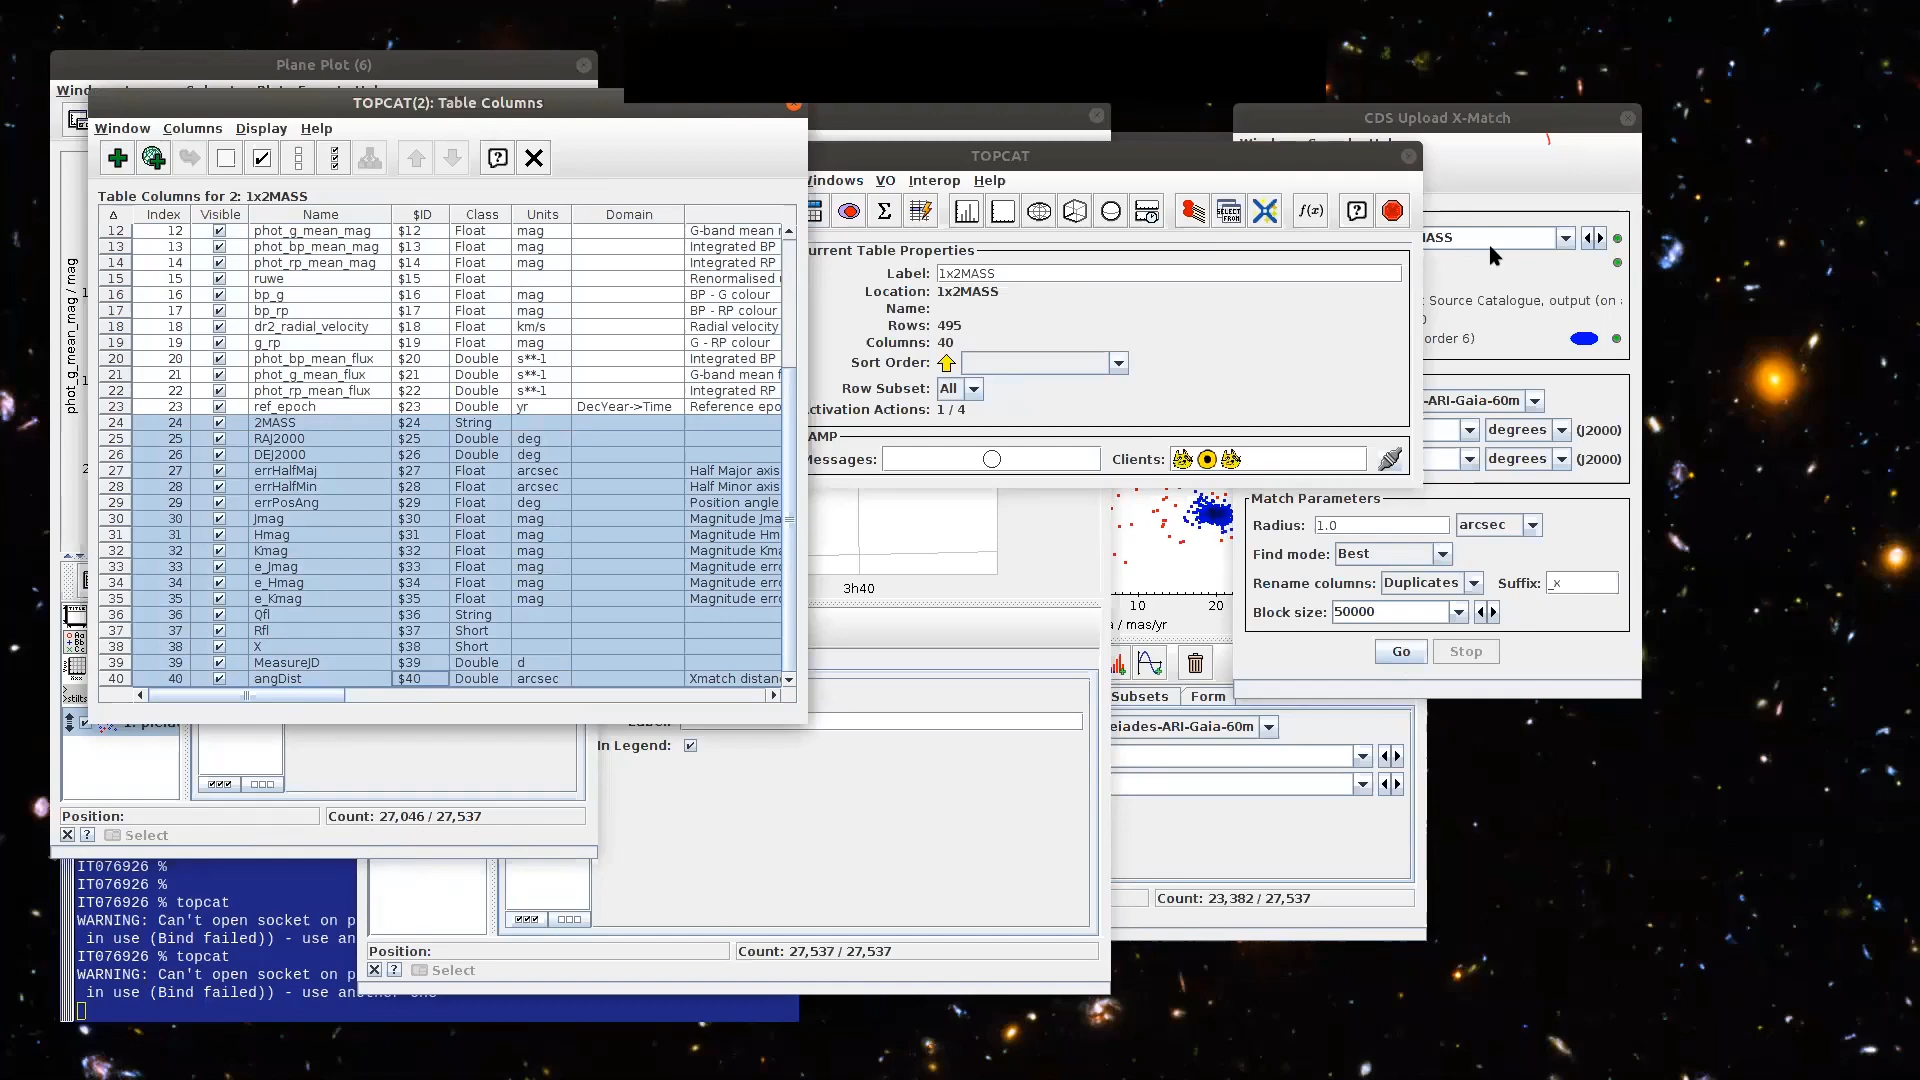 Plane Plot (6)
TOPCAT(2): Table Columns
Window Columns Display Help
Table Columns for 2: 1x2MASS
Δ Index Visible Name $ID Class Units Domain
12 12 phot_g_mean_mag $12 Float mag G-band mean
13 13 phot_bp_mean_mag $13 Float mag Integrated BP
14 14 phot_rp_mean_mag $14 Float mag Integrated RP
15 15 ruwe $15 Float Renormalised
16 16 bp_g $16 Float mag BP - G colour
17 17 bp_rp $17 Float mag BP - RP colour
18 18 dr2_radial_velocity $18 Float km/s Radial velocity
19 19 g_rp $19 Float mag G - RP colour
20 20 phot_bp_mean_flux $20 Double s**-1 Integrated BP
21 21 phot_g_mean_flux $21 Double s**-1 G-band mean
22 22 phot_rp_mean_flux $22 Double s**-1 Integrated RP
23 23 ref_epoch $23 Double yr DecYear->Time Reference epo
24 24 2MASS $24 String
25 25 RAJ2000 $25 Double deg
26 26 DEJ2000 $26 Double deg
27 27 errHalfMaj $27 Float arcsec Half Major axis
28 28 errHalfMin $28 Float arcsec Half Minor axis
29 29 errPosAng $29 Float deg Position angle
30 30 Jmag $30 Float mag Magnitude Jma
31 31 Hmag $31 Float mag Magnitude Hm
32 32 Kmag $32 Float mag Magnitude Kma
33 33 e_Jmag $33 Float mag Magnitude erro
34 34 e_Hmag $34 Float mag Magnitude erro
35 35 e_Kmag $35 Float mag Magnitude erro
36 36 Qfl $36 String
37 37 Rfl $37 Short
38 38 X $38 Short
39 39 MeasureJD $39 Double d
40 40 angDist $40 Double arcsec Xmatch distan
phot_g_mean_mag / mag
Position:
Count: 27,046 / 27,537
Select
IT076926 %
IT076926 %
IT076926 % topcat
WARNING: Can't open socket on p
in use (Bind failed)) - use an
IT076926 % topcat
WARNING: Can't open socket on p
in use (Bind failed)) - use another one
TOPCAT
indows VO Interop Help
urrent Table Properties
Label: 1x2MASS
Location: 1x2MASS
Name:
Rows: 495
Columns: 40
Sort Order:
Row Subset: All
ctivation Actions: 1 / 4
AMP
Messages:
Clients:
3h40
In Legend:
Position:
Count: 27,537 / 27,537
Select
10 20
a / mas/yr
Subsets Form
eiades-ARI-Gaia-60m
Count: 23,382 / 27,537
CDS Upload X-Match
MASS
Source Catalogue, output (on
order 6)
-ARI-Gaia-60m
degrees (J2000)
degrees (J2000)
Match Parameters
Radius: 1.0 arcsec
Find mode: Best
Rename columns: Duplicates Suffix: _x
Block size: 50000
Go Stop